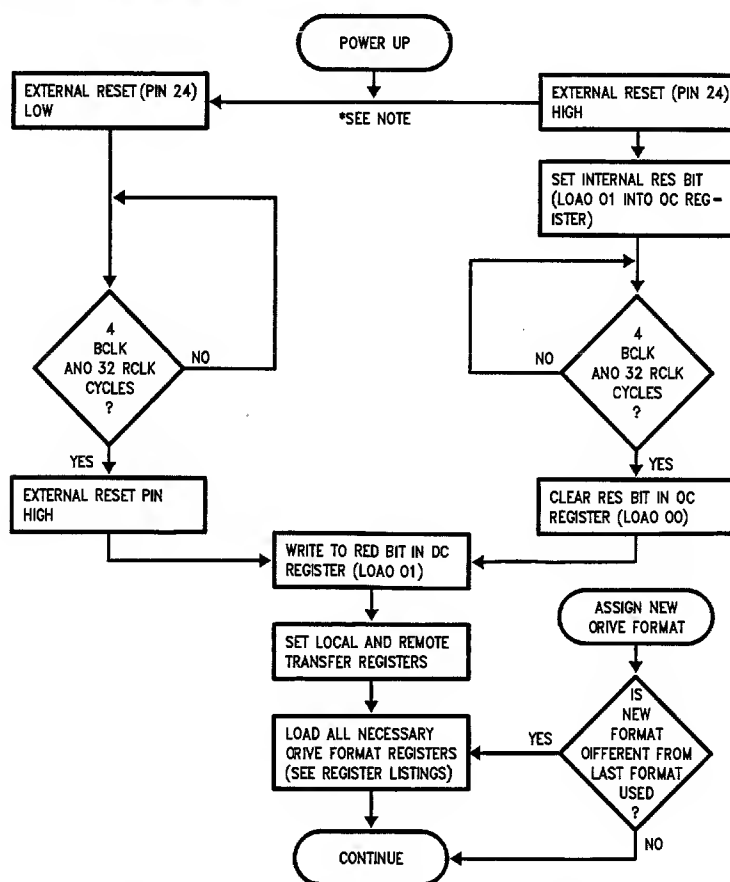 POWER UP
EXTERNAL RESET (PIN 24)
LOW
*SEE NOTE
EXTERNAL RESET (PIN 24)
HIGH
SET INTERNAL RES BIT
(LOAO 01 INTO OC REG-
ISTER)
4
BCLK
ANO 32 RCLK
CYCLES
?
NO
YES
4
BCLK
ANO 32 RCLK
CYCLES
?
NO
YES
EXTERNAL RESET PIN
HIGH
CLEAR RES BIT IN OC
REGISTER (LOAO 00)
WRITE TO RED BIT IN DC
REGISTER (LOAO 01)
SET LOCAL AND REMOTE
TRANSFER REGISTERS
LOAD ALL NECESSARY
ORIVE FORMAT REGISTERS
(SEE REGISTER LISTINGS)
ASSIGN NEW
ORIVE FORMAT
IS
NEW
FORMAT
OIFFERENT FROM
LAST FORMAT
USED
?
YES
NO
CONTINUE